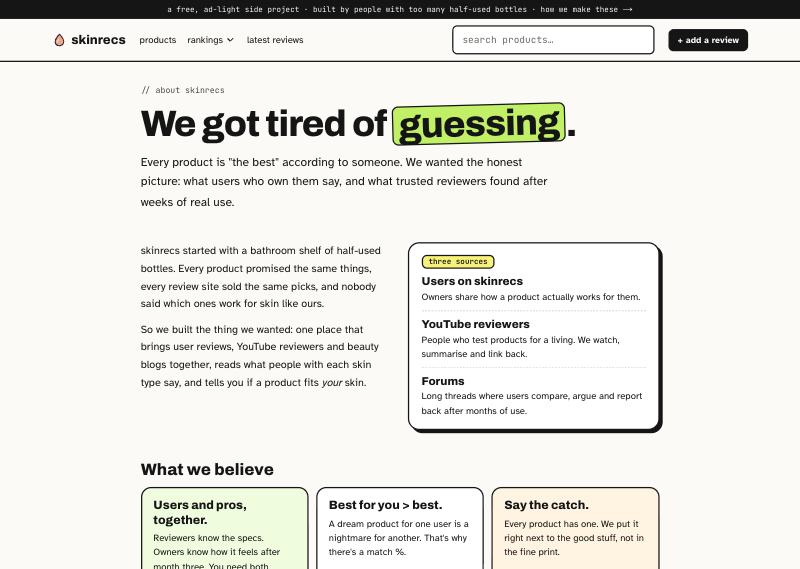 a free, ad-light side project · built by people with too many half-used bottles · how we make these →
skinrecs
products
rankings
latest reviews
search products…
+ add a review
// about skinrecs
We got tired of guessing.
Every product is "the best" according to someone. We wanted the honest
picture: what users who own them say, and what trusted reviewers found after
weeks of real use.
skinrecs started with a bathroom shelf of half-used
bottles. Every product promised the same things,
every review site sold the same picks, and nobody
said which ones work for skin like ours.
So we built the thing we wanted: one place that
brings user reviews, YouTube reviewers and beauty
blogs together, reads what people with each skin
type say, and tells you if a product fits your skin.
three sources
Users on skinrecs
Owners share how a product actually works for them.
YouTube reviewers
People who test products for a living. We watch,
summarise and link back.
Forums
Long threads where users compare, argue and report
back after months of use.
What we believe
Users and pros,
together.
Reviewers know the specs.
Owners know how it feels after
month three. You need both
Best for you > best.
A dream product for one user is a
nightmare for another. That's why
there's a match %.
Say the catch.
Every product has one. We put it
right next to the good stuff, not in
the fine print.